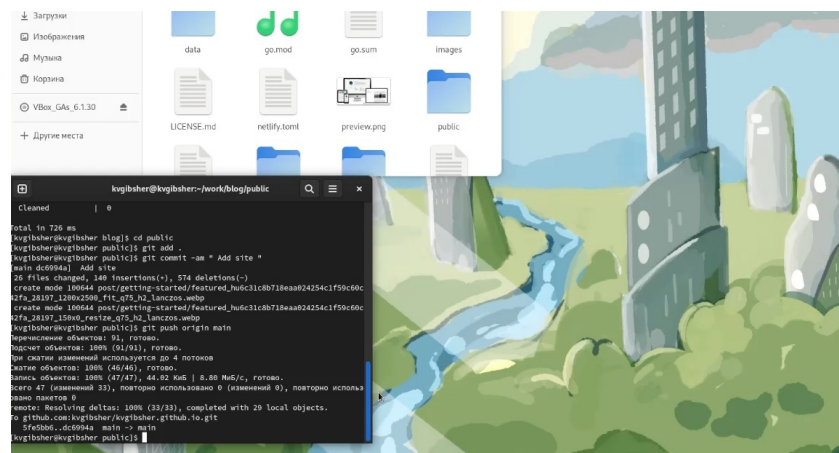 Загрузки
Изображения
Музыка
Корзина
VBox_GAs_6.1.30
Другие места
data
go.mod
go.sum
images
LICENSE.md
netlify.toml
preview.png
public
kvgibsher@kvgibsher:~/work/blog/public
Cleaned | 0
Total in 726 ms
[kvgibsher@kvgibsher blog]$ cd public
[kvgibsher@kvgibsher public]$ git add .
[kvgibsher@kvgibsher public]$ git commit -am " Add site "
[main dc6994a]  Add site
26 files changed, 140 insertions(+), 574 deletions(-)
create mode 100644 post/getting-started/featured_hu6c31c8b718eaa024254c1f59c60c
42fa_28197_1200x2500_fit_q75_h2_lanczos.webp
create mode 100644 post/getting-started/featured_hu6c31c8b718eaa024254c1f59c60c
42fa_28197_150x0_resize_q75_h2_lanczos.webp
[kvgibsher@kvgibsher public]$ git push origin main
Перечисление объектов: 91, готово.
Подсчет объектов: 100% (91/91), готово.
При сжатии изменений используется до 4 потоков
Сжатие объектов: 100% (46/46), готово.
Запись объектов: 100% (47/47), 44.02 КиБ | 8.80 МиБ/с, готово.
Всего 47 (изменений 33), повторно использовано 0 (изменений 0), повторно использ
овано пакетов 0
remote: Resolving deltas: 100% (33/33), completed with 29 local objects.
To github.com:kvgibsher/kvgibsher.github.io.git
5fe5bb6..dc6994a  main -> main
[kvgibsher@kvgibsher public]$